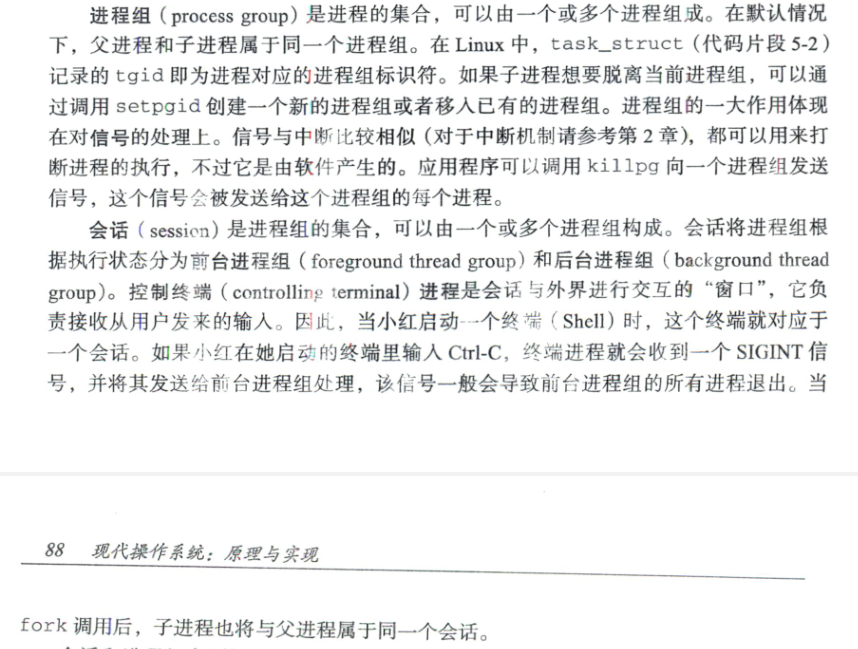 进程组（process group）是进程的集合，可以由一个或多个进程组成。在默认情况
下，父进程和子进程属于同一个进程组。在 Linux 中，task_struct（代码片段 5-2）
记录的 tgid 即为进程对应的进程组标识符。如果子进程想要脱离当前进程组，可以通
过调用 setpgid 创建一个新的进程组或者移入已有的进程组。进程组的一大作用体现
在对信号的处理上。信号与中断比较相似（对于中断机制请参考第 2 章），都可以用来打
断进程的执行，不过它是由软件产生的。应用程序可以调用 killpg 向一个进程组发送
信号，这个信号会被发送给这个进程组的每个进程。
会话（session）是进程组的集合，可以由一个或多个进程组构成。会话将进程组根
据执行状态分为前台进程组（foreground thread group）和后台进程组（background thread
group）。控制终端（controlling terminal）进程是会话与外界进行交互的“窗口”，它负
责接收从用户发来的输入。因此，当小红启动一个终端（Shell）时，这个终端就对应于
一个会话。如果小红在她启动的终端里输入 Ctrl-C，终端进程就会收到一个 SIGINT 信
号，并将其发送给前台进程组处理，该信号一般会导致前台进程组的所有进程退出。当
88 现代操作系统：原理与实现
fork 调用后，子进程也将与父进程属于同一个会话。